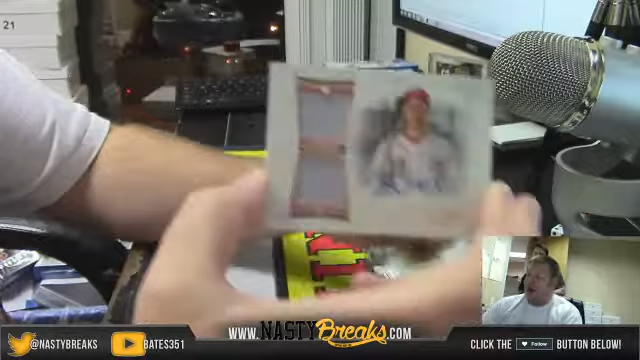 21
WWW.NASTYBreaks.COM
@NASTYBREAKS
BATES351
CLICK THE Follow BUTTON BELOW!